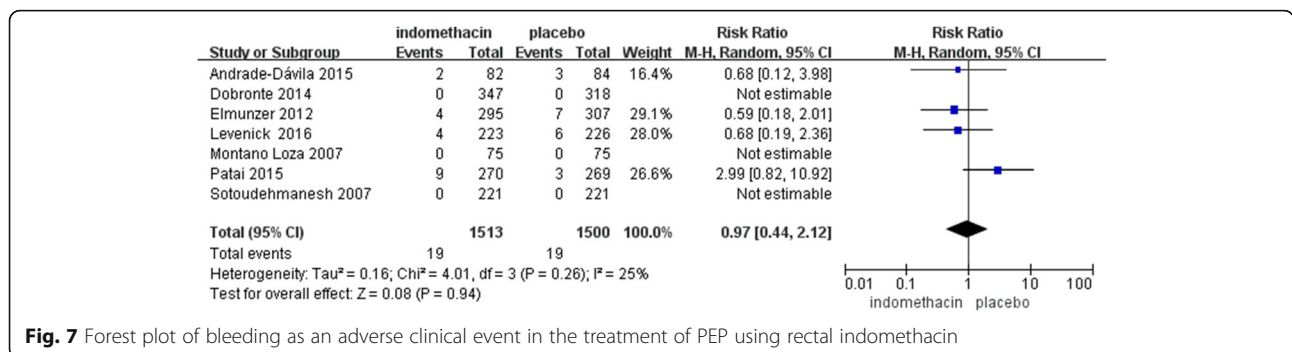 indomethacin placebo Risk Ratio Risk Ratio
Study or Subgroup Events Total Events Total Weight M-H, Random, 95% CI M-H, Random, 95% CI
Andrade-Dávila 2015 2 82 3 84 16.4% 0.68 [0.12, 3.98]
Dobronte 2014 0 347 0 318 Not estimable
Elmunzer 2012 4 295 7 307 29.1% 0.59 [0.18, 2.01]
Levenick 2016 4 223 6 226 28.0% 0.68 [0.19, 2.36]
Montano Loza 2007 0 75 0 75 Not estimable
Patai 2015 9 270 3 269 26.6% 2.99 [0.82, 10.92]
Sotoudehmanesh 2007 0 221 0 221 Not estimable
Total (95% CI) 1513 1500 100.0% 0.97 [0.44, 2.12]
Total events 19 19
Heterogeneity: Tau² = 0.16; Chi² = 4.01, df = 3 (P = 0.26); I² = 25%
Test for overall effect: Z = 0.08 (P = 0.94)
0.01 0.1 1 10 100
indomethacin placebo
Fig. 7 Forest plot of bleeding as an adverse clinical event in the treatment of PEP using rectal indomethacin